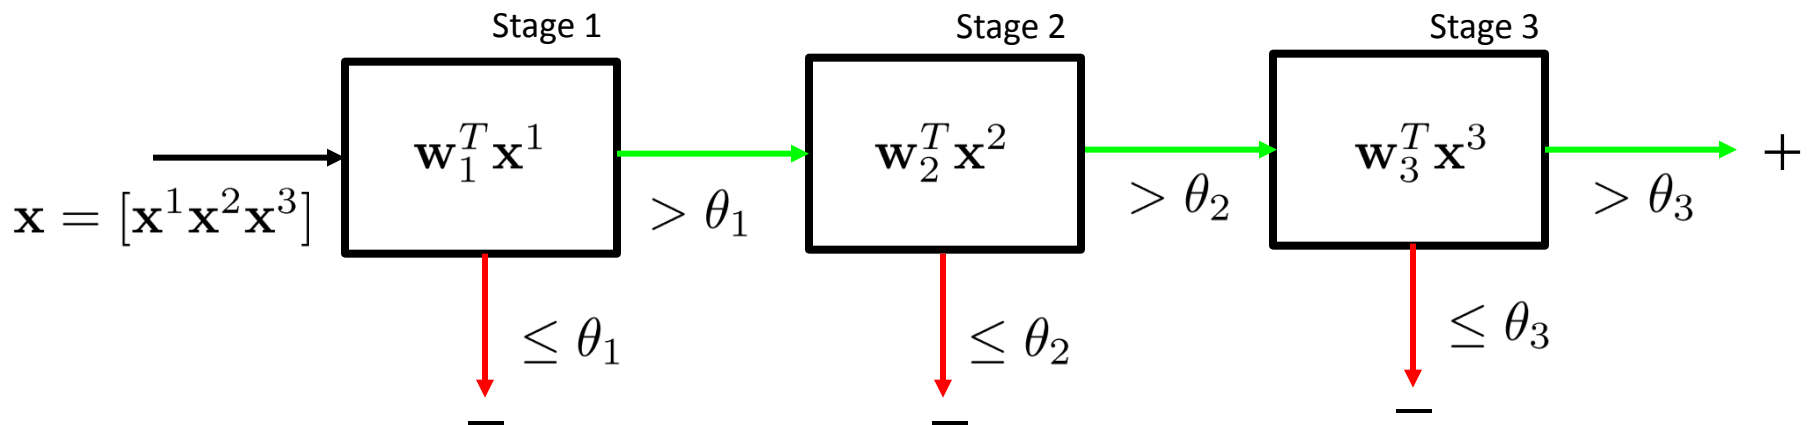 Stage 1
Stage 2
Stage 3
x = [x¹x²x³]
w₁ᵀx¹
> θ₁
≤ θ₁
−
w₂ᵀx²
> θ₂
≤ θ₂
−
w₃ᵀx³
> θ₃
≤ θ₃
−
+